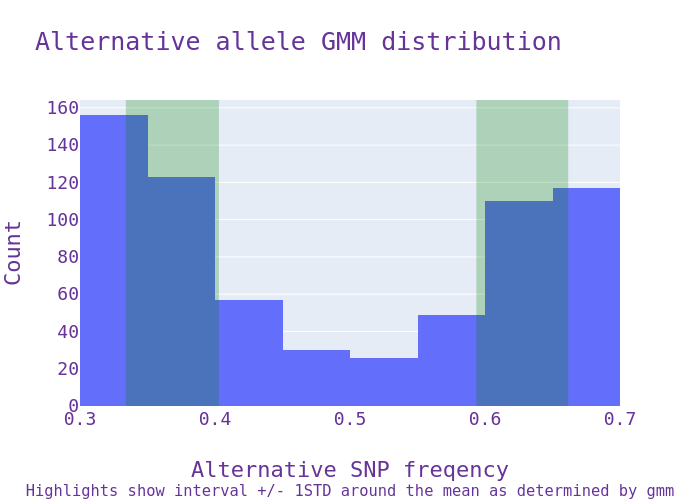 Alternative allele GMM distribution
160
140
120
100
80
60
40
20
0
Count
0.3 0.4 0.5 0.6 0.7
Alternative SNP freqency
Highlights show interval +/- 1STD around the mean as determined by gmm